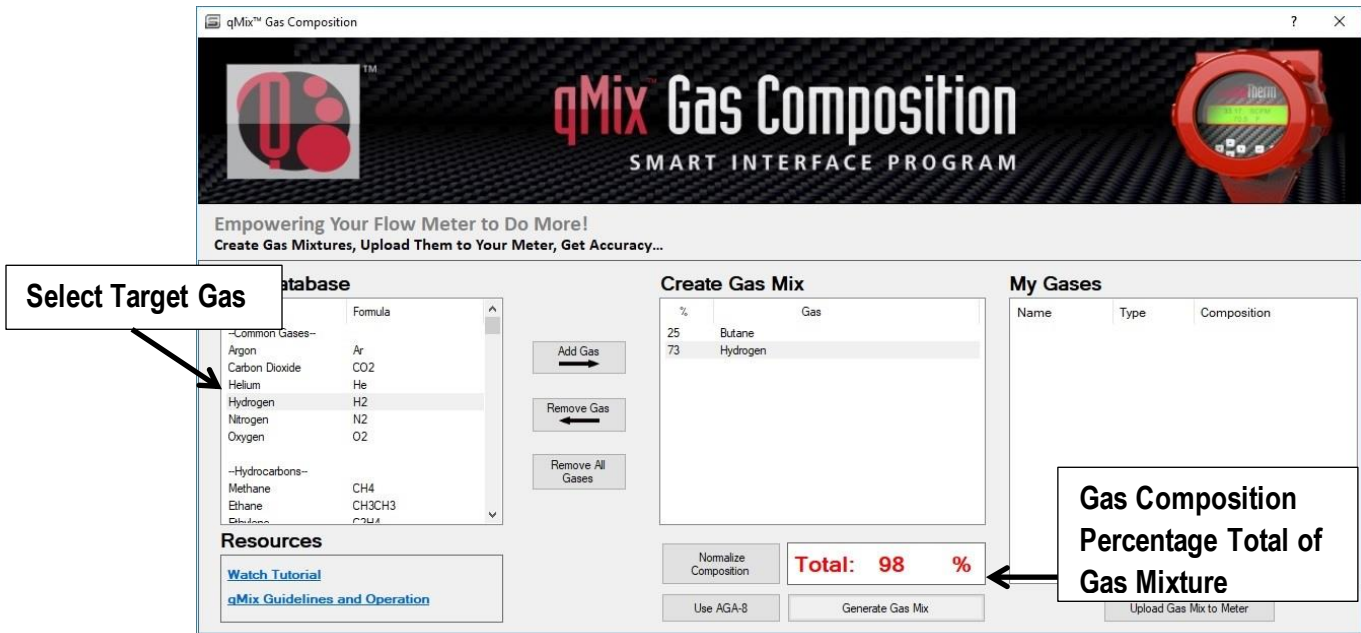 qMix™ Gas Composition
?
TM
qMix™ Gas Composition
SMART INTERFACE PROGRAM
Therm
Empowering Your Flow Meter to Do More!
Create Gas Mixtures, Upload Them to Your Meter, Get Accuracy...
Select Target Gas
Formula
--Common Gases--
Argon Ar
Carbon Dioxide CO2
Helium He
Hydrogen H2
Nitrogen N2
Oxygen O2
--Hydrocarbons--
Methane CH4
Ethane CH3CH3
Ethylene C2H4
Resources
Watch Tutorial
qMix Guidelines and Operation
Add Gas
Remove Gas
Remove All
Gases
Create Gas Mix
% Gas
25 Butane
73 Hydrogen
Normalize
Composition
Total: 98 %
Use AGA-8
Generate Gas Mix
My Gases
Name Type Composition
Gas Composition
Percentage Total of
Gas Mixture
Upload Gas Mix to Meter